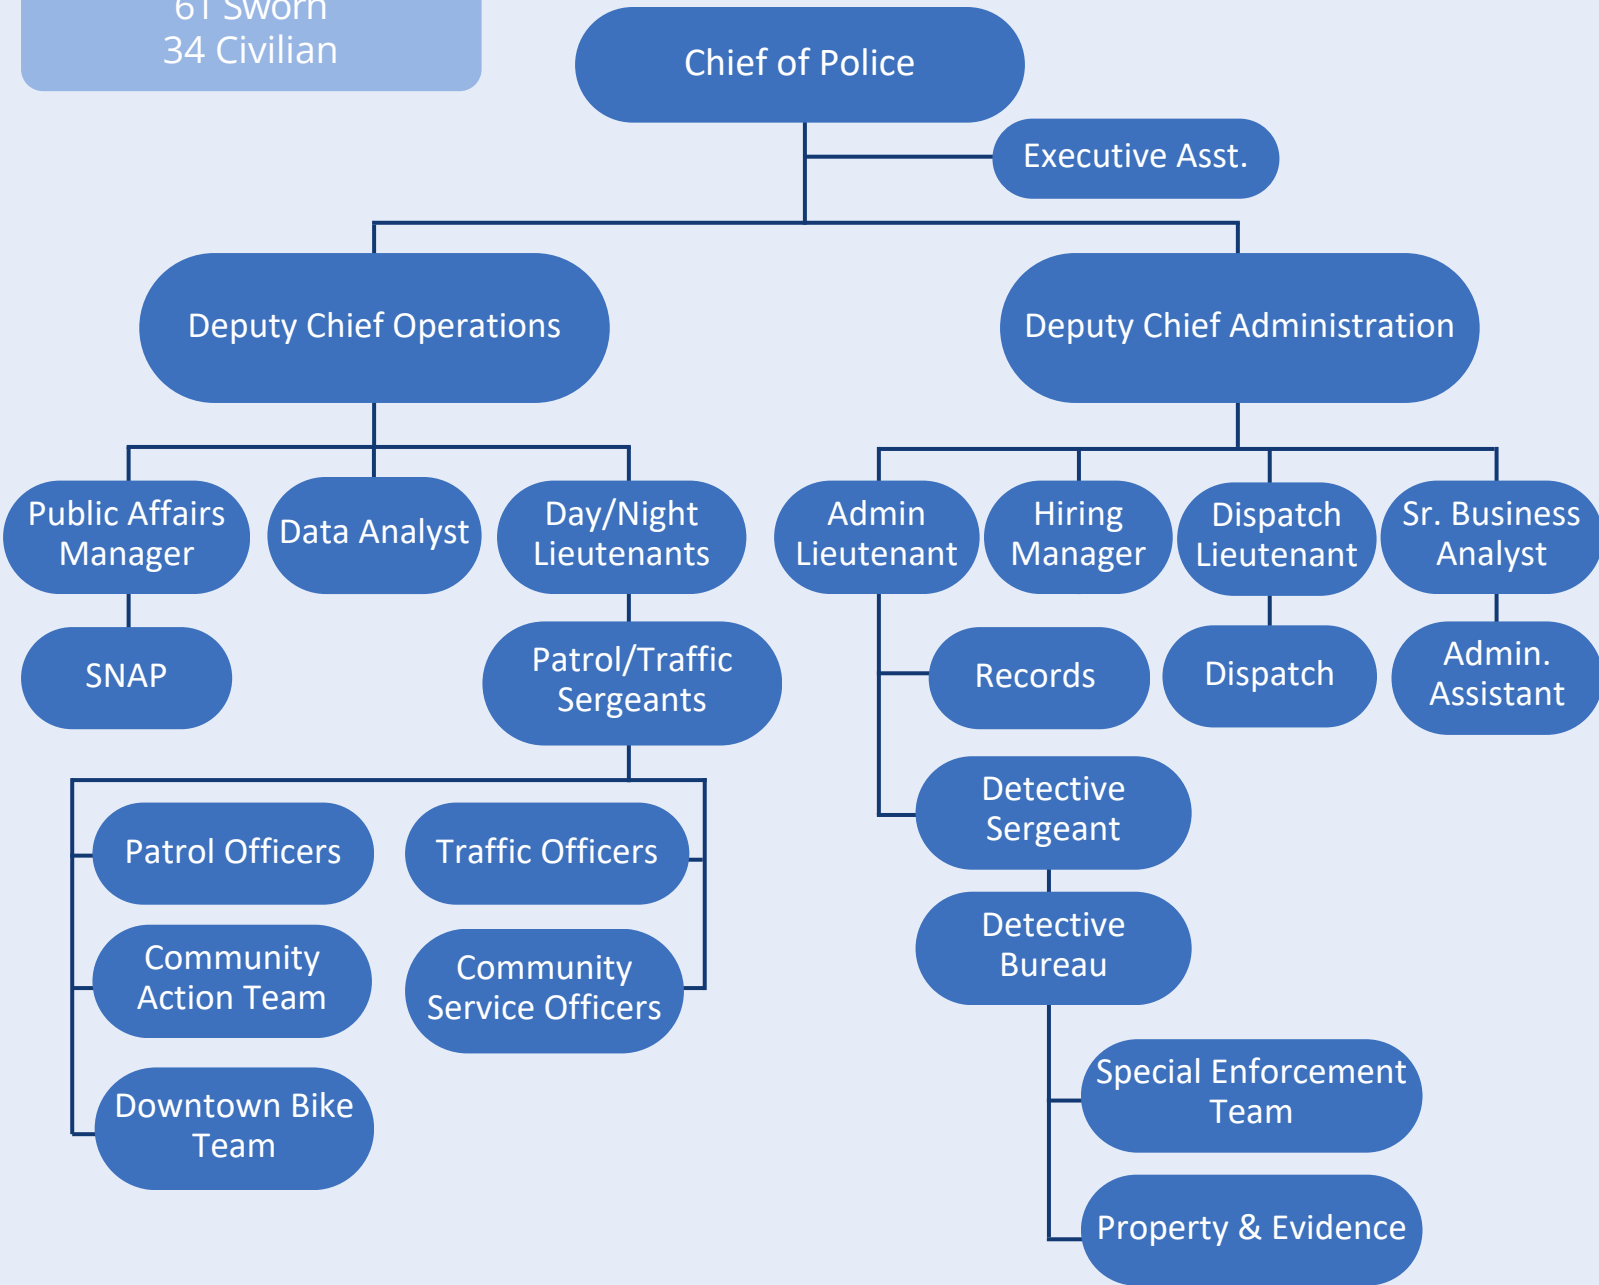 61 Sworn
34 Civilian
Chief of Police
Executive Asst.
Deputy Chief Operations
Deputy Chief Administration
Public Affairs
Manager
Data Analyst
Day/Night
Lieutenants
Admin
Lieutenant
Hiring
Manager
Dispatch
Lieutenant
Sr. Business
Analyst
SNAP
Patrol/Traffic
Sergeants
Records
Dispatch
Admin.
Assistant
Patrol Officers
Traffic Officers
Detective
Sergeant
Community
Action Team
Community
Service Officers
Detective
Bureau
Downtown Bike
Team
Special Enforcement
Team
Property & Evidence